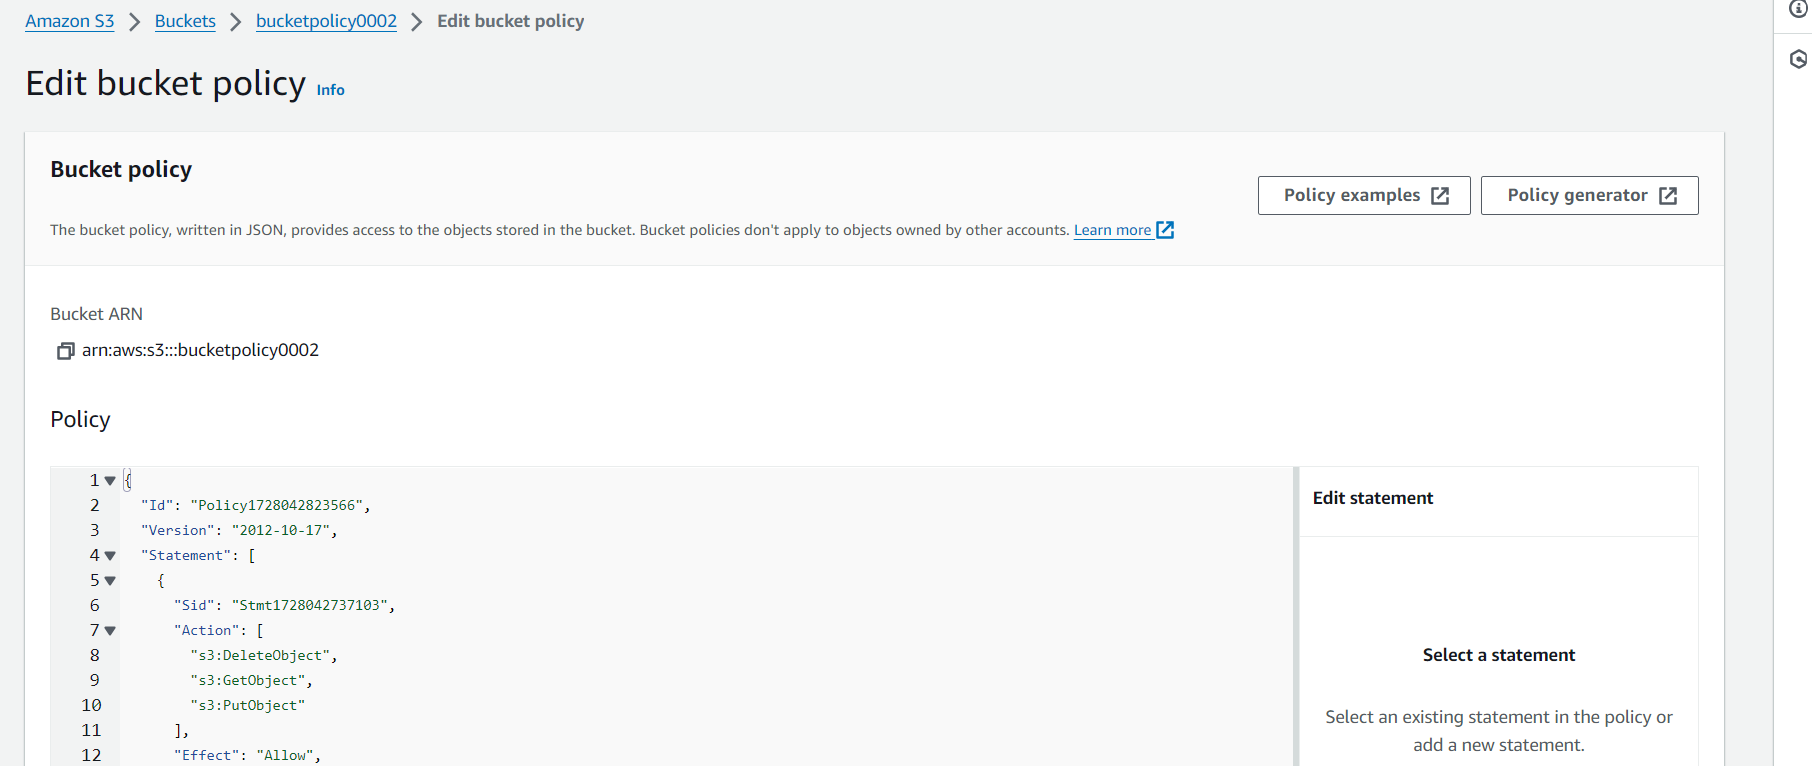 Amazon S3 > Buckets > bucketpolicy0002 > Edit bucket policy
Edit bucket policy Info
Bucket policy
Policy examples
Policy generator
The bucket policy, written in JSON, provides access to the objects stored in the bucket. Bucket policies don't apply to objects owned by other accounts. Learn more
Bucket ARN
arn:aws:s3:::bucketpolicy0002
Policy
1 {
2 "Id": "Policy1728042823566",
3 "Version": "2012-10-17",
4 "Statement": [
5 {
6 "Sid": "Stmt1728042737103",
7 "Action": [
8 "s3:DeleteObject",
9 "s3:GetObject",
10 "s3:PutObject"
11 ],
12 "Effect": "Allow",
Edit statement
Select a statement
Select an existing statement in the policy or
add a new statement.